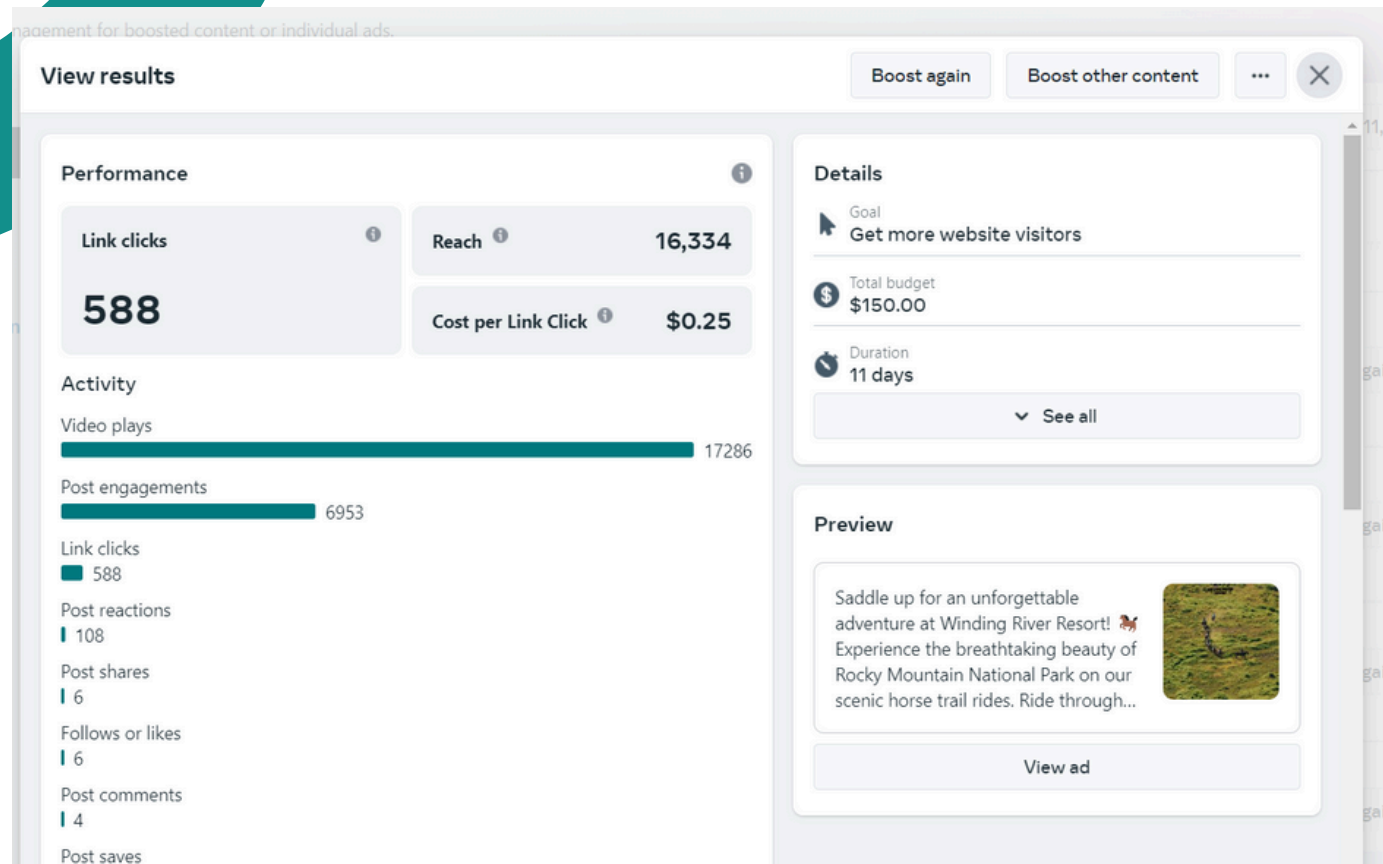 nagement for boosted content or individual ads.
View results
Boost again
Boost other content
...
Performance
Link clicks
588
Reach
16,334
Cost per Link Click
$0.25
Activity
Video plays
17286
Post engagements
6953
Link clicks
588
Post reactions
108
Post shares
6
Follows or likes
6
Post comments
4
Post saves
Details
Goal
Get more website visitors
Total budget
$150.00
Duration
11 days
See all
Preview
Saddle up for an unforgettable
adventure at Winding River Resort! 🐎
Experience the breathtaking beauty of
Rocky Mountain National Park on our
scenic horse trail rides. Ride through...
View ad
11,
ga
ga
ga
ga